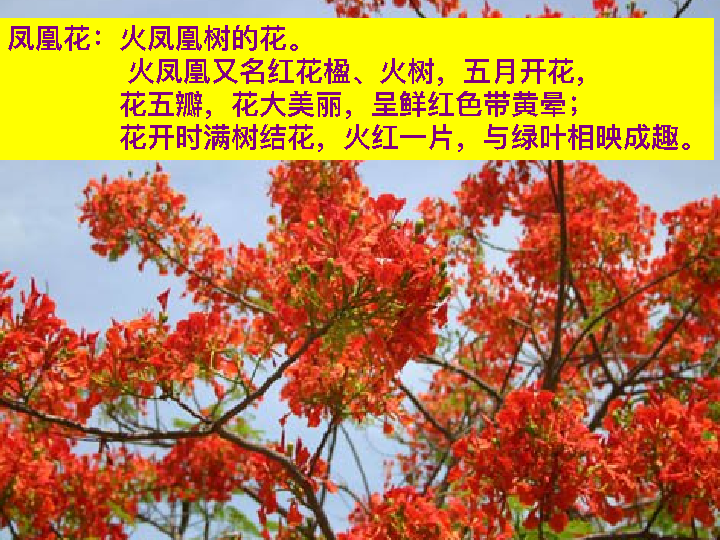 凤凰花：火凤凰树的花。
火凤凰又名红花楹、火树，五月开花，
花五瓣，花大美丽，呈鲜红色带黄晕；
花开时满树结花，火红一片，与绿叶相映成趣。